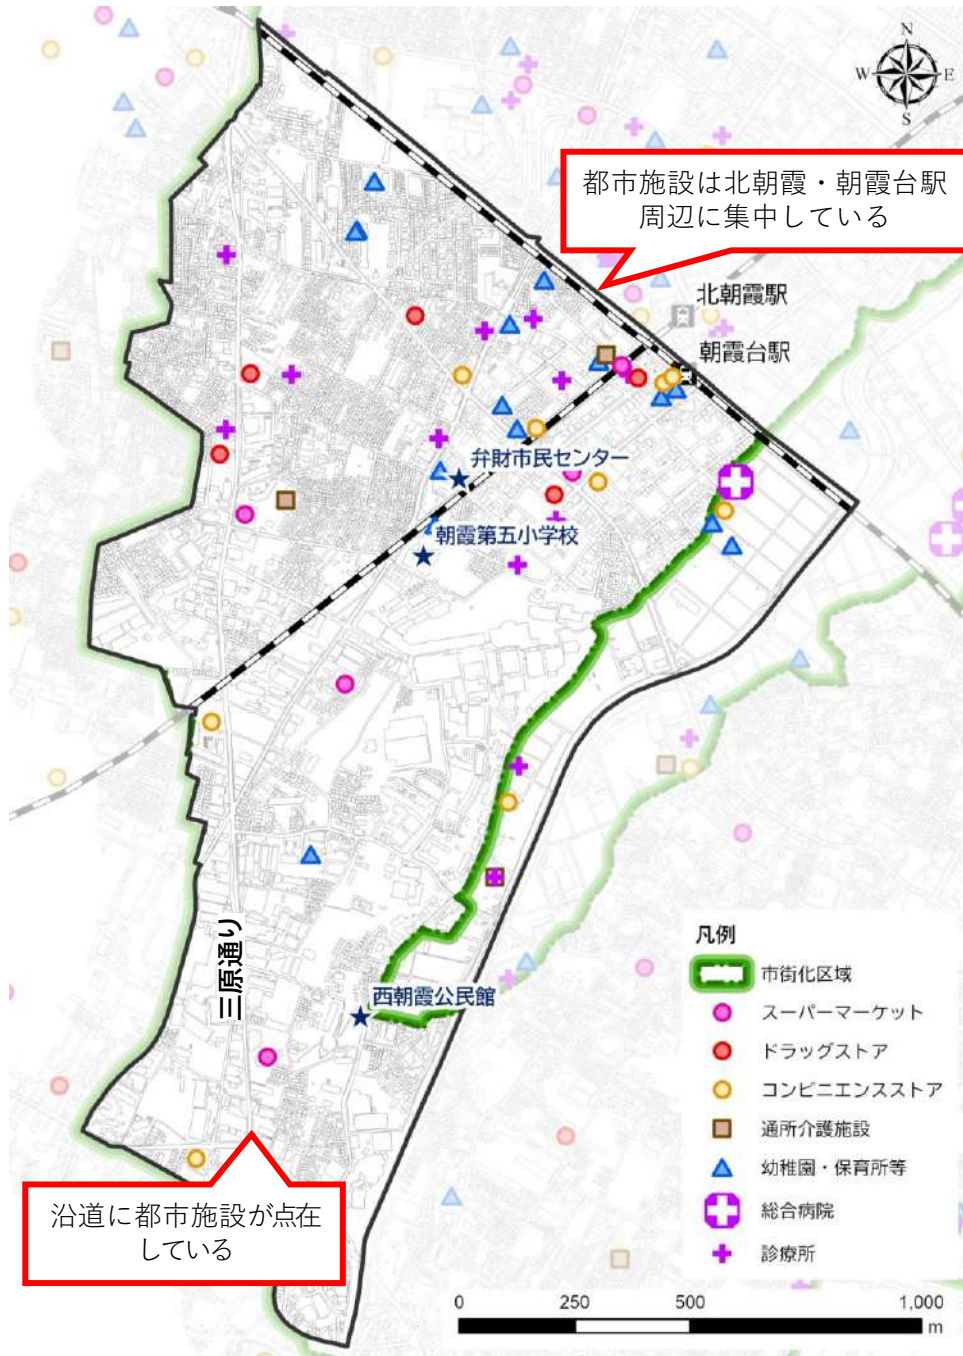 N
W
E
S
都市施設は北朝霞・朝霞台駅
周辺に集中している
北朝霞駅
朝霞台駅
弁財市民センター
朝霞第五小学校
三原通り
西朝霞公民館
沿道に都市施設が点在
している
凡例
市街化区域
スーパーマーケット
ドラッグストア
コンビニエンスストア
通所介護施設
幼稚園・保育所等
総合病院
診療所
0 250 500 1,000
m